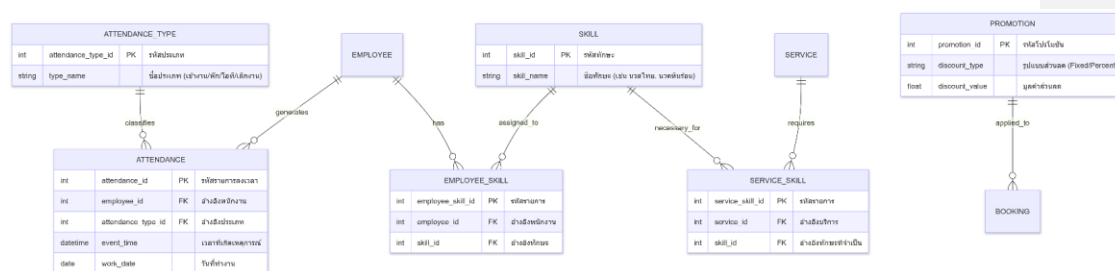 ATTENDANCE_TYPE
int attendance_type_id PK รหัสประเภท
string type_name ชื่อประเภท (เข้างาน/พัก/โอที/เลิกงาน)
EMPLOYEE
SKILL
int skill_id PK รหัสทักษะ
string skill_name ชื่อทักษะ (เช่น นวดไทย, นวดหินร้อน)
SERVICE
PROMOTION
int promotion_id PK รหัสโปรโมชัน
string discount_type รูปแบบส่วนลด (Fixed/Percent
float discount_value มูลค่าส่วนลด
classifies
generates
has
assigned_to
necessary_for
requires
applied_to
ATTENDANCE
int attendance_id PK รหัสรายการลงเวลา
int employee_id FK อ้างอิงพนักงาน
int attendance_type_id FK อ้างอิงประเภท
datetime event_time เวลาที่เกิดเหตุการณ์
date work_date วันที่ทำงาน
EMPLOYEE_SKILL
int employee_skill_id PK รหัสรายการ
int employee_id FK อ้างอิงพนักงาน
int skill_id FK อ้างอิงทักษะ
SERVICE_SKILL
int service_skill_id PK รหัสรายการ
int service_id FK อ้างอิงบริการ
int skill_id FK อ้างอิงทักษะที่จำเป็น
BOOKING